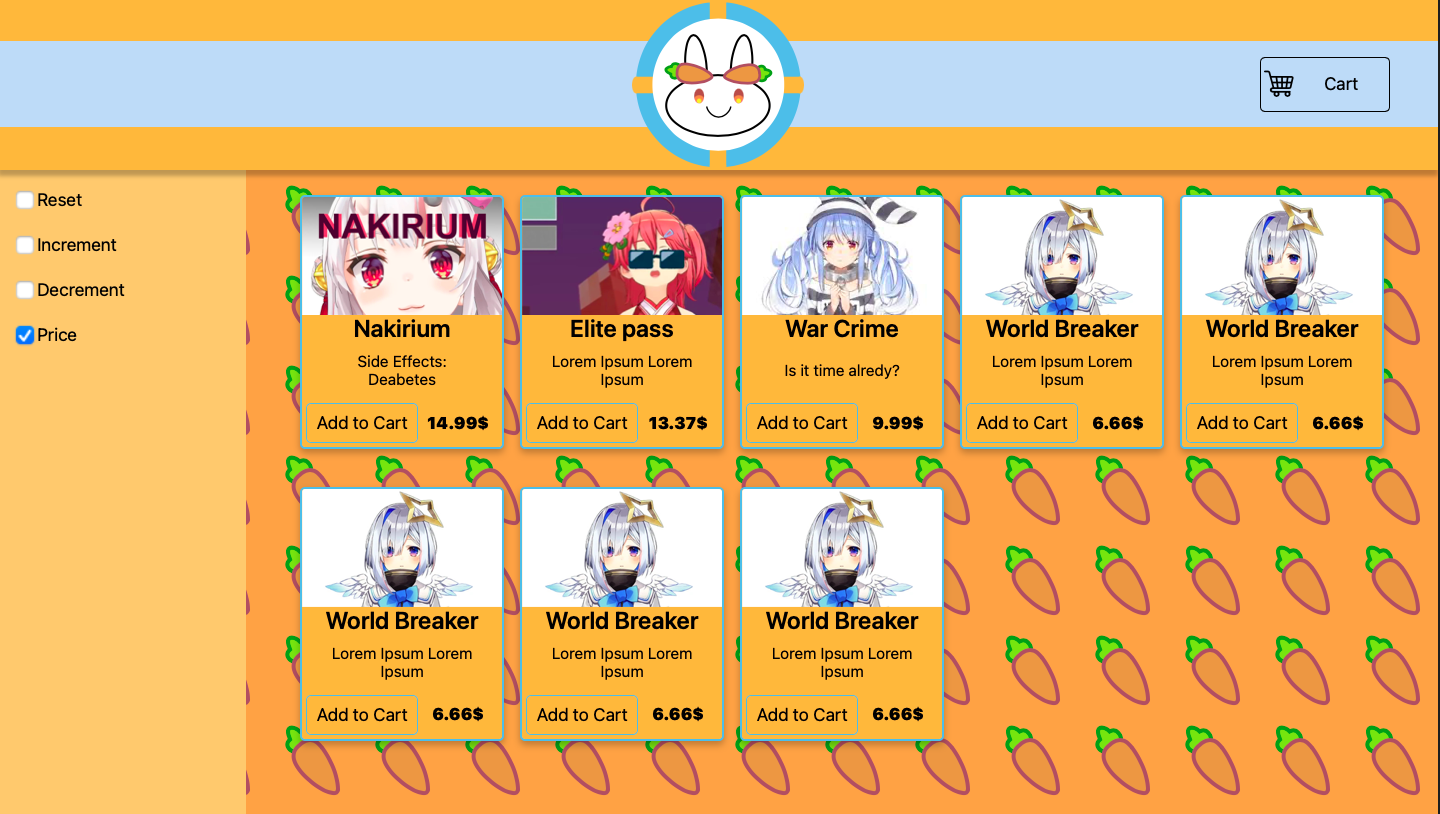 Cart
Reset
Increment
Decrement
Price
NAKIRIUM
Nakirium
Side Effects:
Deabetes
Add to Cart 14.99$
Elite pass
Lorem Ipsum Lorem
Ipsum
Add to Cart 13.37$
War Crime
Is it time alredy?
Add to Cart 9.99$
World Breaker
Lorem Ipsum Lorem
Ipsum
Add to Cart 6.66$
World Breaker
Lorem Ipsum Lorem
Ipsum
Add to Cart 6.66$
World Breaker
Lorem Ipsum Lorem
Ipsum
Add to Cart 6.66$
World Breaker
Lorem Ipsum Lorem
Ipsum
Add to Cart 6.66$
World Breaker
Lorem Ipsum Lorem
Ipsum
Add to Cart 6.66$